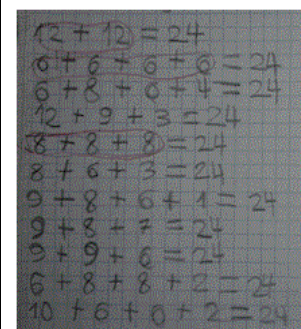 12 + 12 = 24
6 + 6 + 6 + 6 = 24
6 + 8 + 6 + 4 = 24
12 + 9 + 3 = 24
8 + 8 + 8 = 24
8 + 6 + 3 = 24
9 + 8 + 6 + 1 = 24
9 + 8 + 7 = 24
9 + 9 + 6 = 24
6 + 8 + 8 + 2 = 24
10 + 6 + 6 + 2 = 24